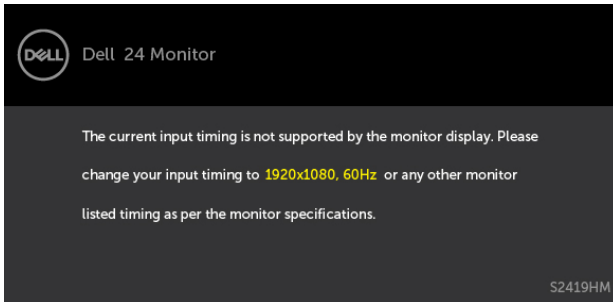 DELL
Dell 24 Monitor
The current input timing is not supported by the monitor display. Please
change your input timing to 1920x1080, 60Hz or any other monitor
listed timing as per the monitor specifications.
S2419HM